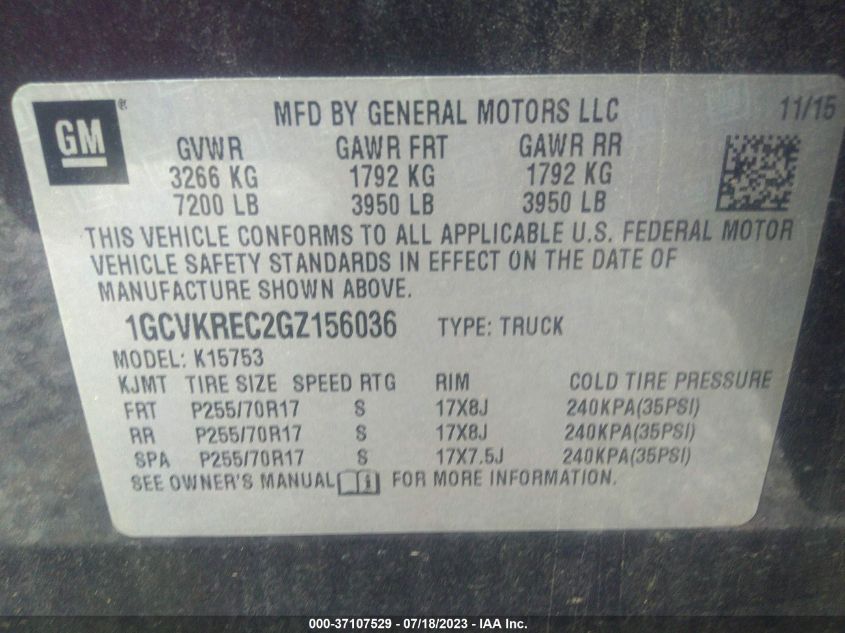 GM ®
MFD BY GENERAL MOTORS LLC 11/15
GVWR GAWR FRT GAWR RR
3266 KG 1792 KG 1792 KG
7200 LB 3950 LB 3950 LB
THIS VEHICLE CONFORMS TO ALL APPLICABLE U.S. FEDERAL MOTOR
VEHICLE SAFETY STANDARDS IN EFFECT ON THE DATE OF
MANUFACTURE SHOWN ABOVE.
1GCVKREC2GZ156036 TYPE: TRUCK
MODEL: K15753
KJMT TIRE SIZE SPEED RTG RIM COLD TIRE PRESSURE
FRT P255/70R17 S 17X8J 240KPA(35PSI)
RR P255/70R17 S 17X8J 240KPA(35PSI)
SPA P255/70R17 S 17X7.5J 240KPA(35PSI)
SEE OWNER'S MANUAL i FOR MORE INFORMATION.
000-37107529 - 07/18/2023 - IAA Inc.